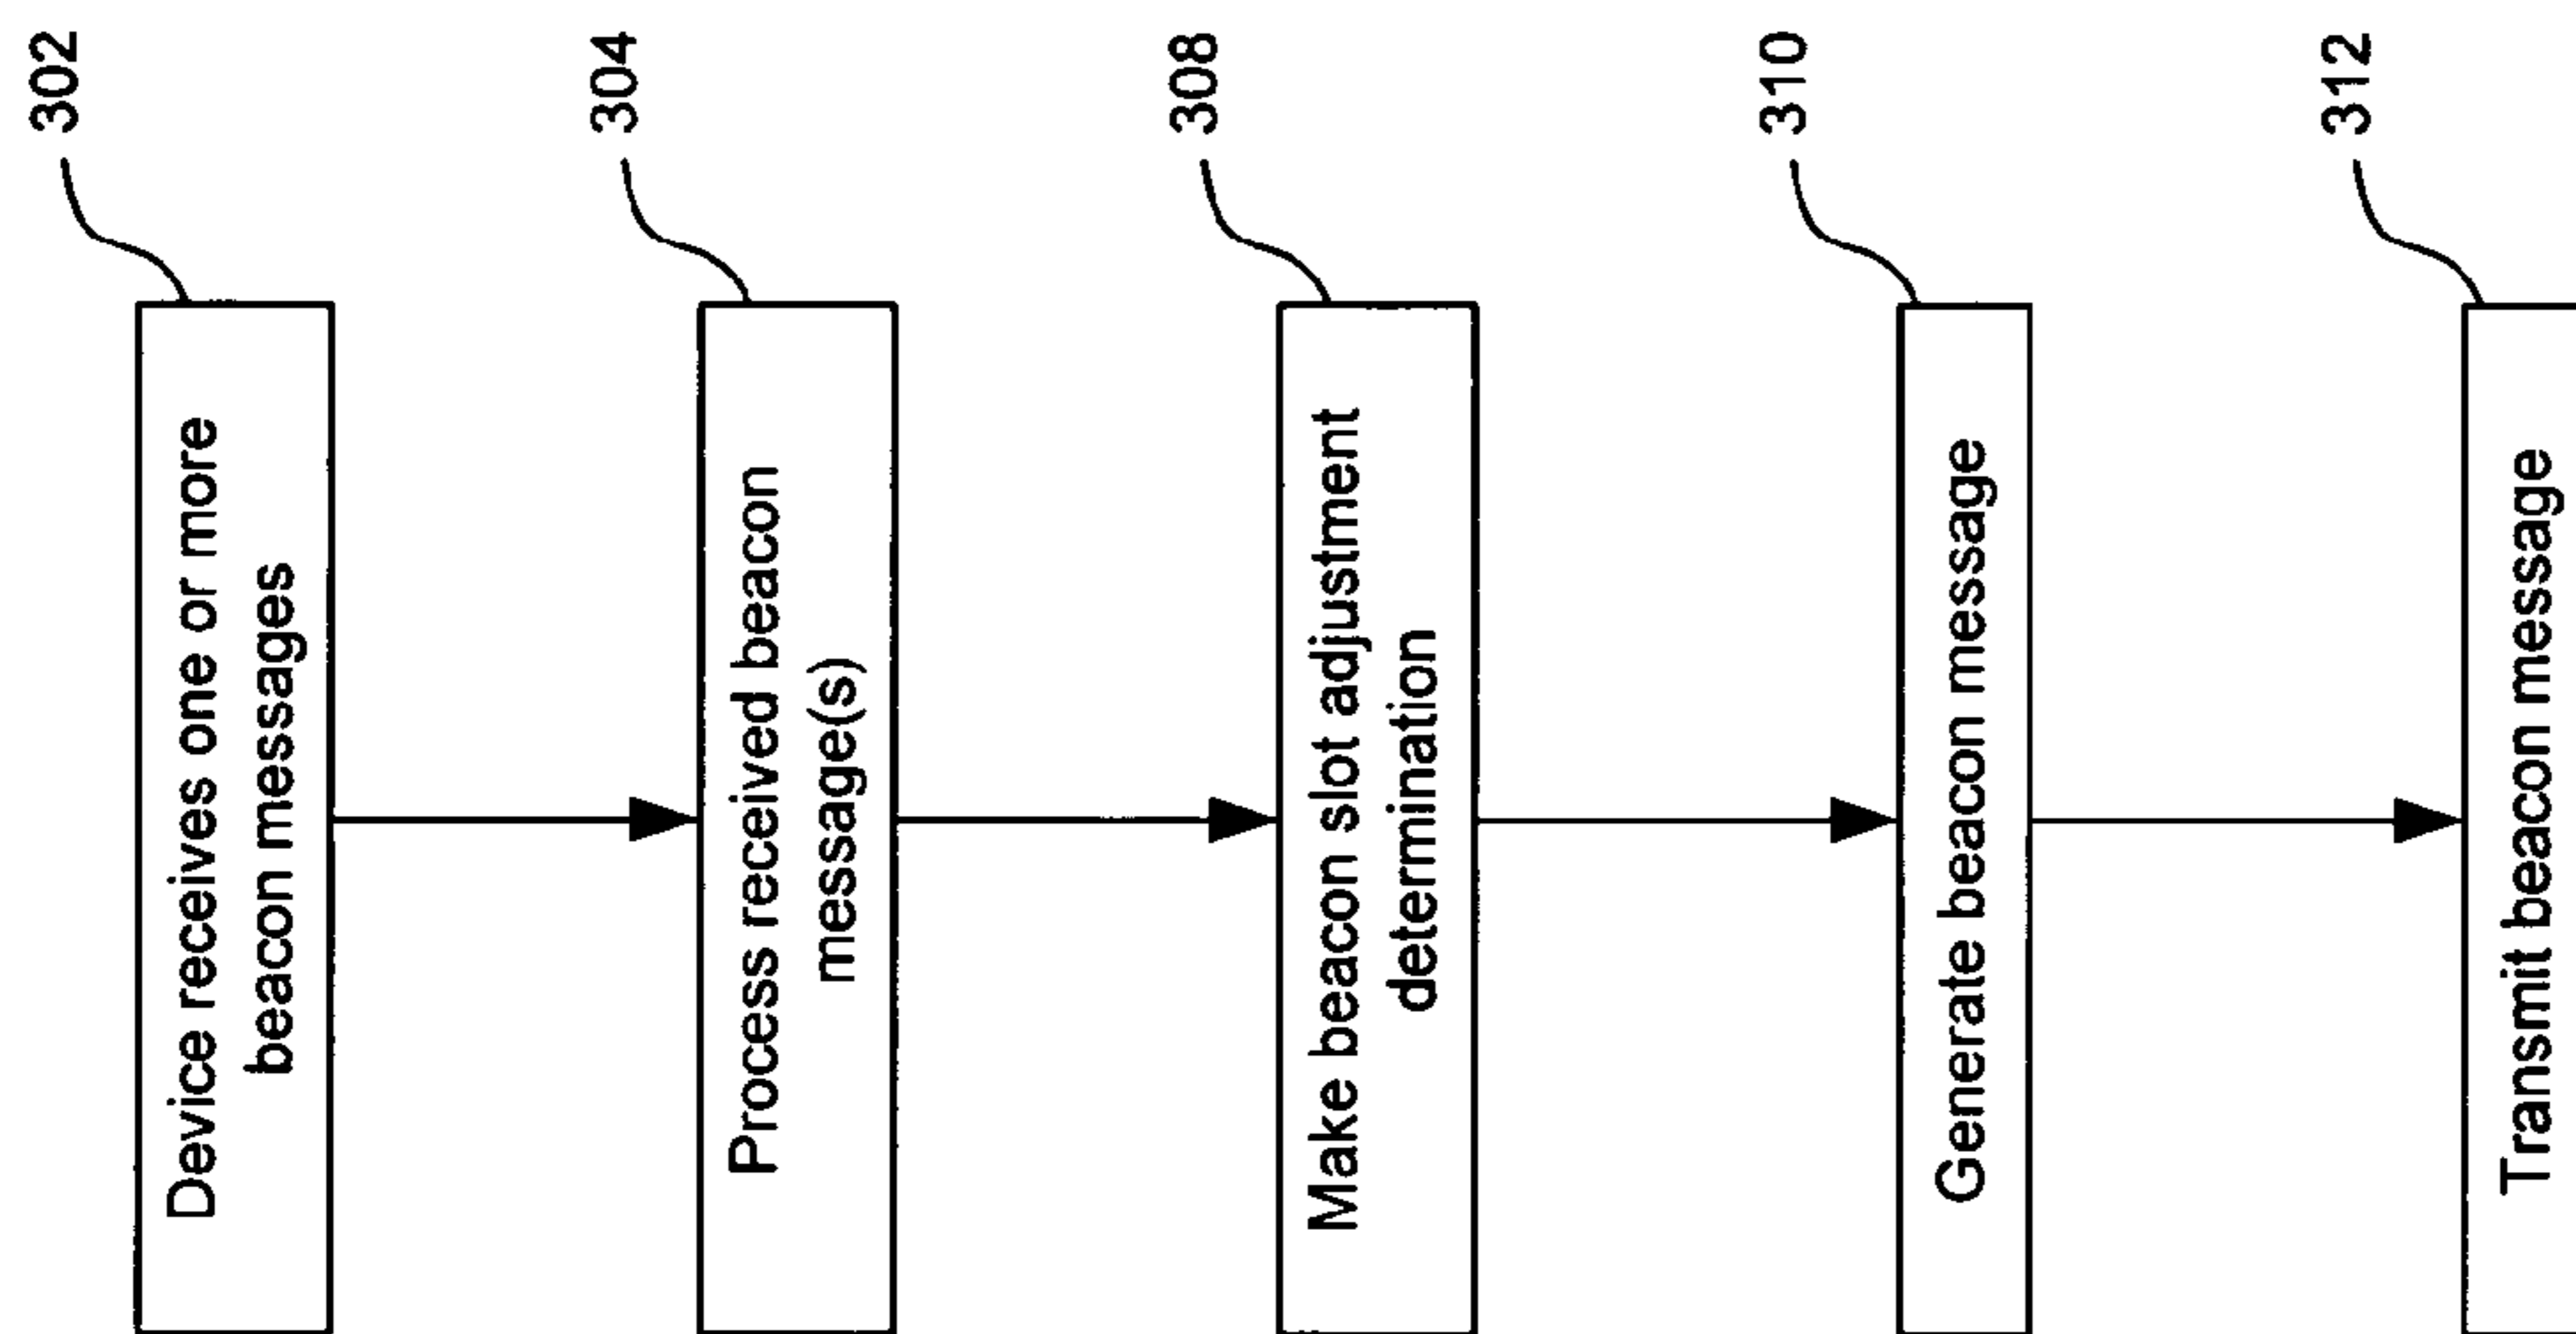 302
Device receives one or more
beacon messages
304
Process received beacon
message(s)
308
Make beacon slot adjustment
determination
310
Generate beacon message
312
Transmit beacon message